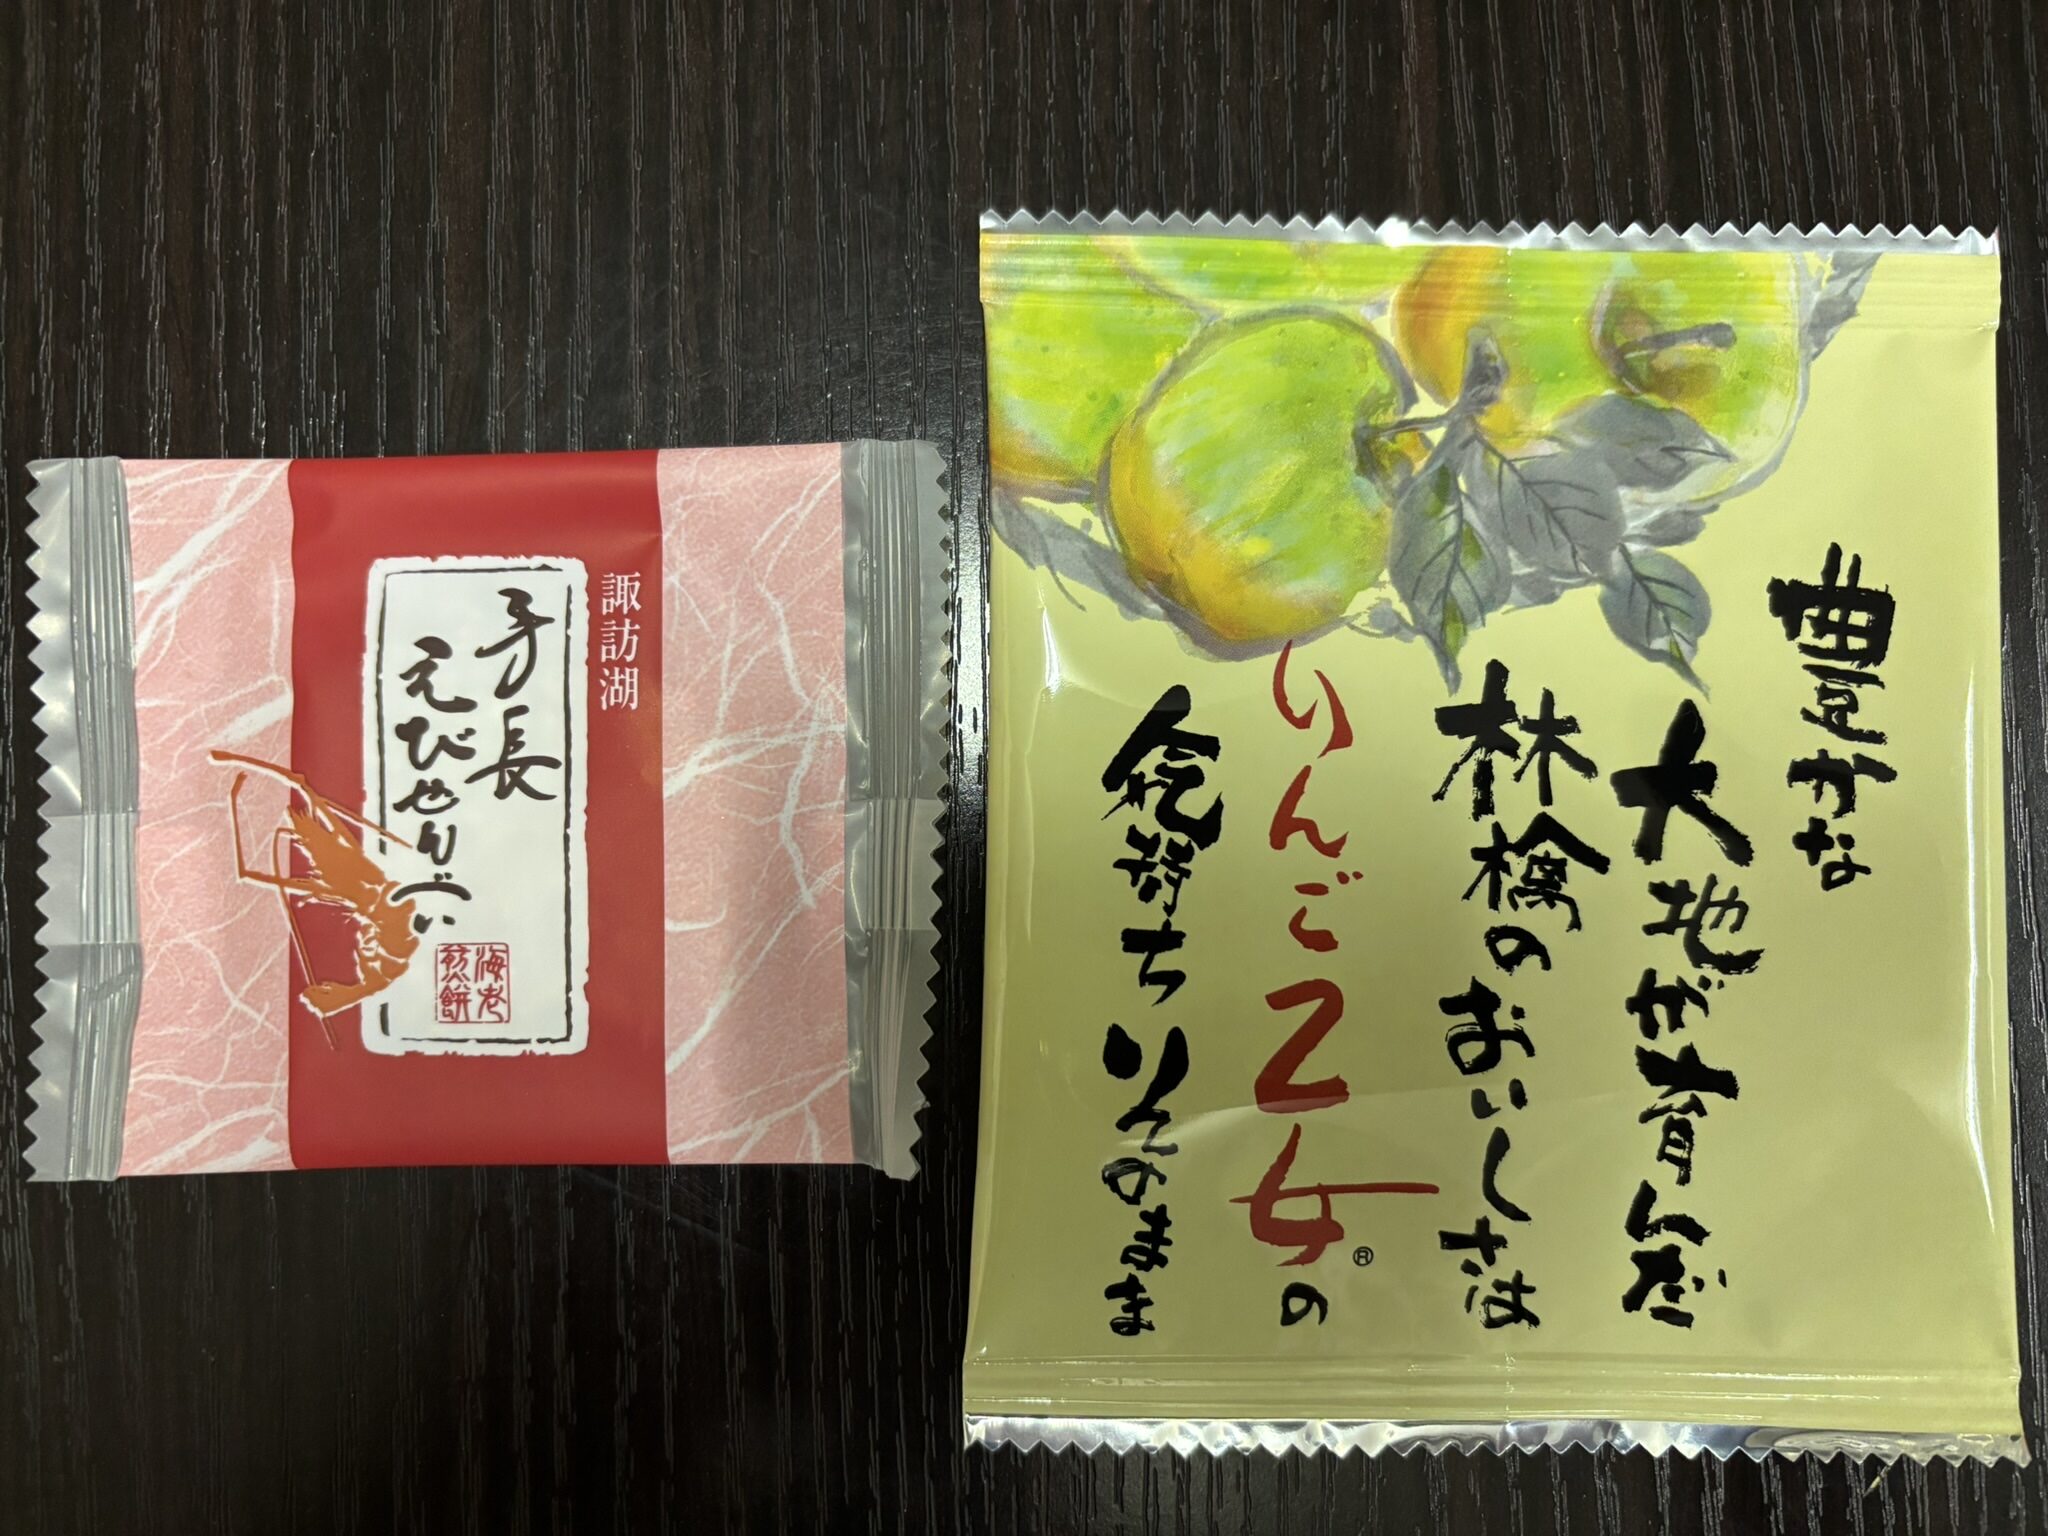 諏訪湖
手長
えびせんべい
海老
煎餅
豊かな
大地が育んだ
林檎のおいしさは
りんご乙女®の
気持ちりんのまま